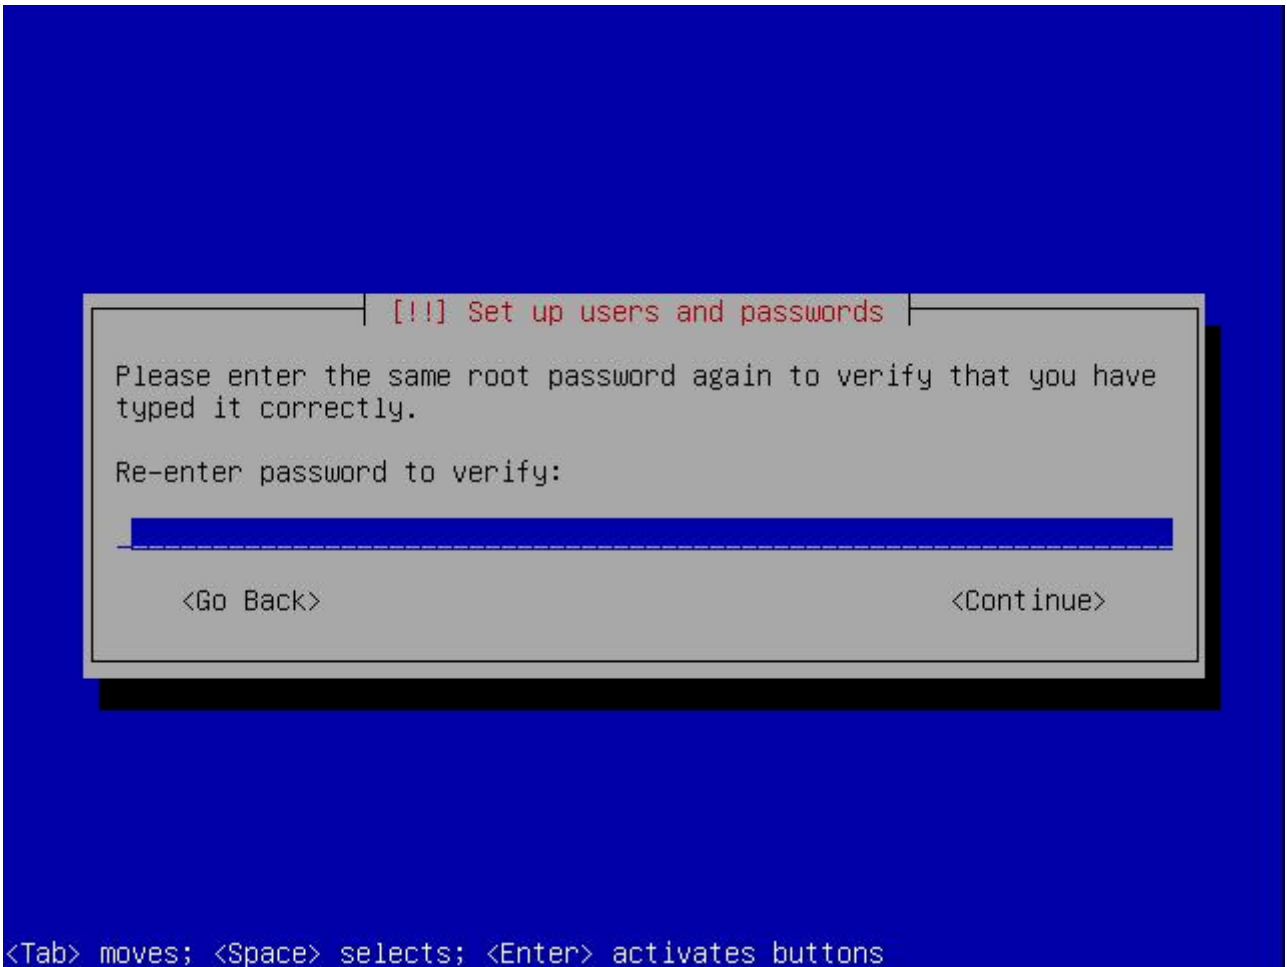 [!!] Set up users and passwords
Please enter the same root password again to verify that you have
typed it correctly.
Re-enter password to verify:
<Go Back> <Continue>
<Tab> moves; <Space> selects; <Enter> activates buttons